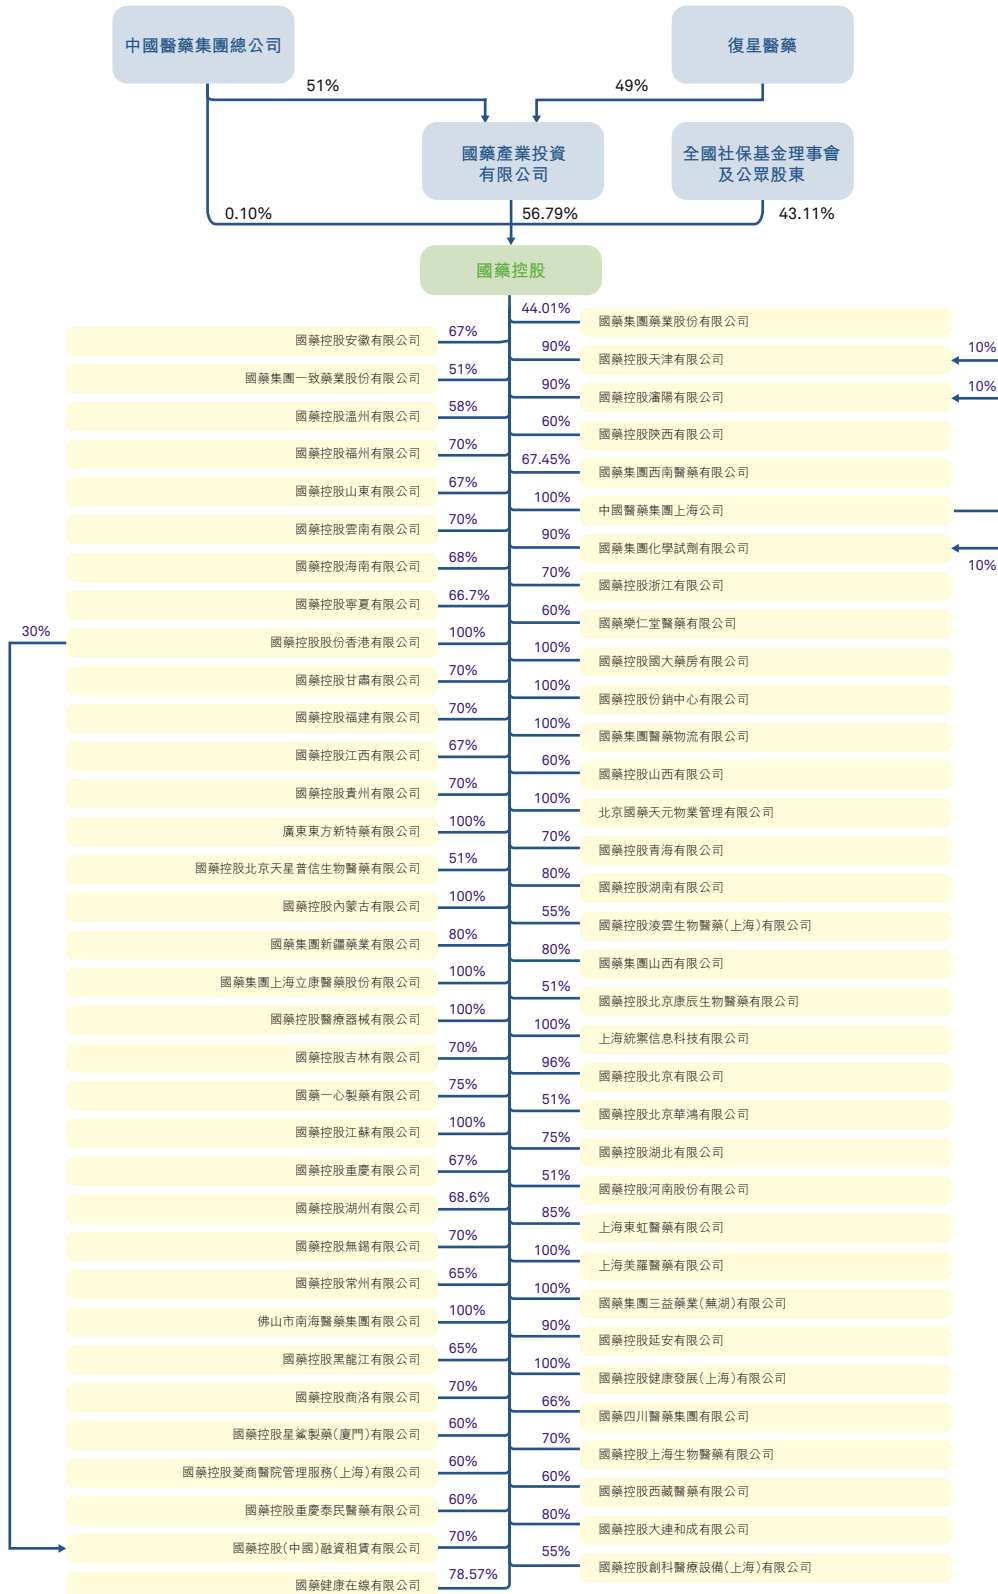 中國醫藥集團總公司
復星醫藥
51%
49%
國藥產業投資
有限公司
全國社保基金理事會
及公眾股東
0.10%
56.79%
43.11%
國藥控股
44.01%
國藥集團藥業股份有限公司
67%
國藥控股安徽有限公司
90%
國藥控股天津有限公司
10%
51%
國藥集團一致藥業股份有限公司
90%
國藥控股瀋陽有限公司
10%
58%
國藥控股溫州有限公司
60%
國藥控股陝西有限公司
70%
國藥控股福州有限公司
67.45%
國藥集團西南醫藥有限公司
67%
國藥控股山東有限公司
100%
中國醫藥集團上海公司
70%
國藥控股雲南有限公司
90%
國藥集團化學試劑有限公司
10%
68%
國藥控股海南有限公司
70%
國藥控股浙江有限公司
66.7%
國藥控股寧夏有限公司
60%
國藥樂仁堂醫藥有限公司
30%
100%
國藥控股股份香港有限公司
100%
國藥控股國大藥房有限公司
70%
國藥控股甘肅有限公司
100%
國藥控股份銷中心有限公司
70%
國藥控股福建有限公司
100%
國藥集團醫藥物流有限公司
67%
國藥控股江西有限公司
60%
國藥控股山西有限公司
70%
國藥控股貴州有限公司
100%
北京國藥天元物業管理有限公司
100%
廣東東方新特藥有限公司
70%
國藥控股青海有限公司
51%
國藥控股北京天星普信生物醫藥有限公司
80%
國藥控股湖南有限公司
100%
國藥控股內蒙古有限公司
55%
國藥控股凌雲生物醫藥(上海)有限公司
80%
國藥集團新疆藥業有限公司
80%
國藥集團山西有限公司
100%
國藥集團上海立康醫藥股份有限公司
51%
國藥控股北京康辰生物醫藥有限公司
100%
國藥控股醫療器械有限公司
100%
上海統禦信息科技有限公司
70%
國藥控股吉林有限公司
96%
國藥控股北京有限公司
75%
國藥一心製藥有限公司
51%
國藥控股北京華鴻有限公司
100%
國藥控股江蘇有限公司
75%
國藥控股湖北有限公司
67%
國藥控股重慶有限公司
51%
國藥控股河南股份有限公司
68.6%
國藥控股湖州有限公司
85%
上海東虹醫藥有限公司
70%
國藥控股無錫有限公司
100%
上海美羅醫藥有限公司
65%
國藥控股常州有限公司
100%
國藥集團三益藥業(蕪湖)有限公司
100%
佛山市南海醫藥集團有限公司
90%
國藥控股延安有限公司
65%
國藥控股黑龍江有限公司
100%
國藥控股健康發展(上海)有限公司
70%
國藥控股商洛有限公司
66%
國藥四川醫藥集團有限公司
60%
國藥控股星鯊製藥(廈門)有限公司
70%
國藥控股上海生物醫藥有限公司
60%
國藥控股菱商醫院管理服務(上海)有限公司
60%
國藥控股西藏醫藥有限公司
60%
國藥控股重慶泰民醫藥有限公司
80%
國藥控股大連和成有限公司
70%
國藥控股(中國)融資租賃有限公司
55%
國藥控股創科醫療設備(上海)有限公司
78.57%
國藥健康在線有限公司